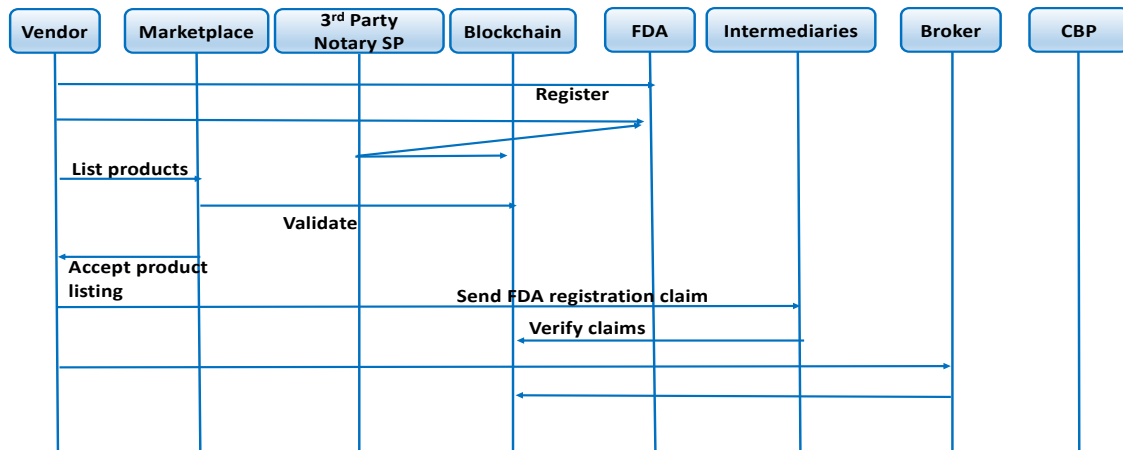 Vendor
Marketplace
3rd Party
Notary SP
Blockchain
FDA
Intermediaries
Broker
CBP
Register
List products
Validate
Accept product
listing
Send FDA registration claim
Verify claims